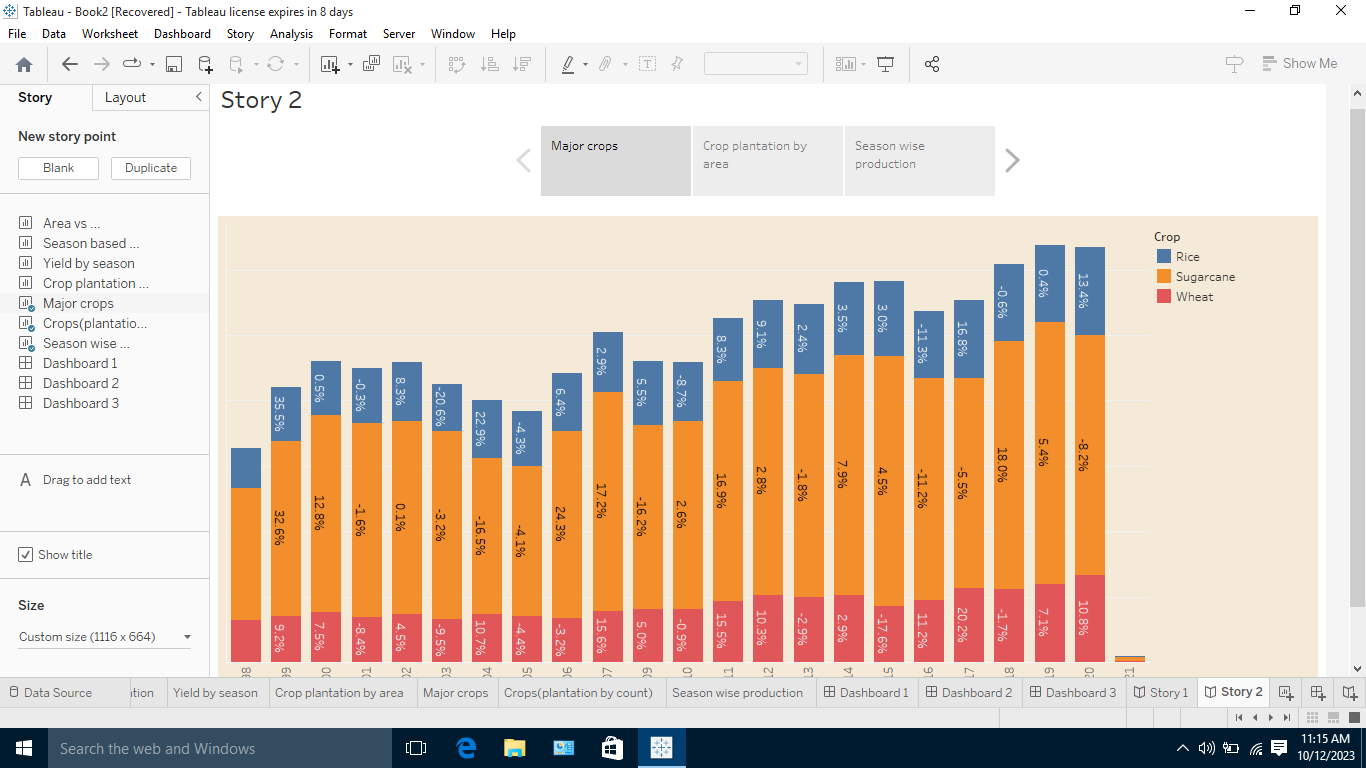 Tableau - Book2 [Recovered] - Tableau license expires in 8 days
File Data Worksheet Dashboard Story Analysis Format Server Window Help
Show Me
Story Layout
Story 2
New story point
Blank Duplicate
Major crops
Crop plantation by
area
Season wise
production
Area vs ...
Season based ...
Yield by season
Crop plantation ...
Major crops
Crops(plantatio...
Season wise ...
Dashboard 1
Dashboard 2
Dashboard 3
A Drag to add text
Show title
Size
Custom size (1116 x 664)
Crop
Rice
Sugarcane
Wheat
35.5% 0.5% -0.3% 8.3% -20.6% 22.9% -4.3% 6.4% 2.9% 5.5% -8.7% 8.3% 9.1% 2.4% 3.5% 3.0% -11.3% 16.8% -0.6% 0.4% 13.4%
32.6% 12.8% -1.6% 0.1% -3.2% -16.5% -4.1% 24.3% 17.2% -16.2% 2.6% 16.9% 2.8% -1.8% 7.9% 4.5% -11.2% -5.5% 18.0% 5.4% -8.2%
9.2% 7.5% -8.4% 4.5% -9.5% 10.7% -4.4% -3.2% 15.6% 5.0% -0.9% 15.5% 10.3% -2.9% 2.9% -17.6% 11.2% 20.2% -1.7% 7.1% 10.8%
Data Source Yield by season Crop plantation by area Major crops Crops(plantation by count) Season wise production Dashboard 1 Dashboard 2 Dashboard 3 Story 1 Story 2
Search the web and Windows
11:15 AM
10/12/2023